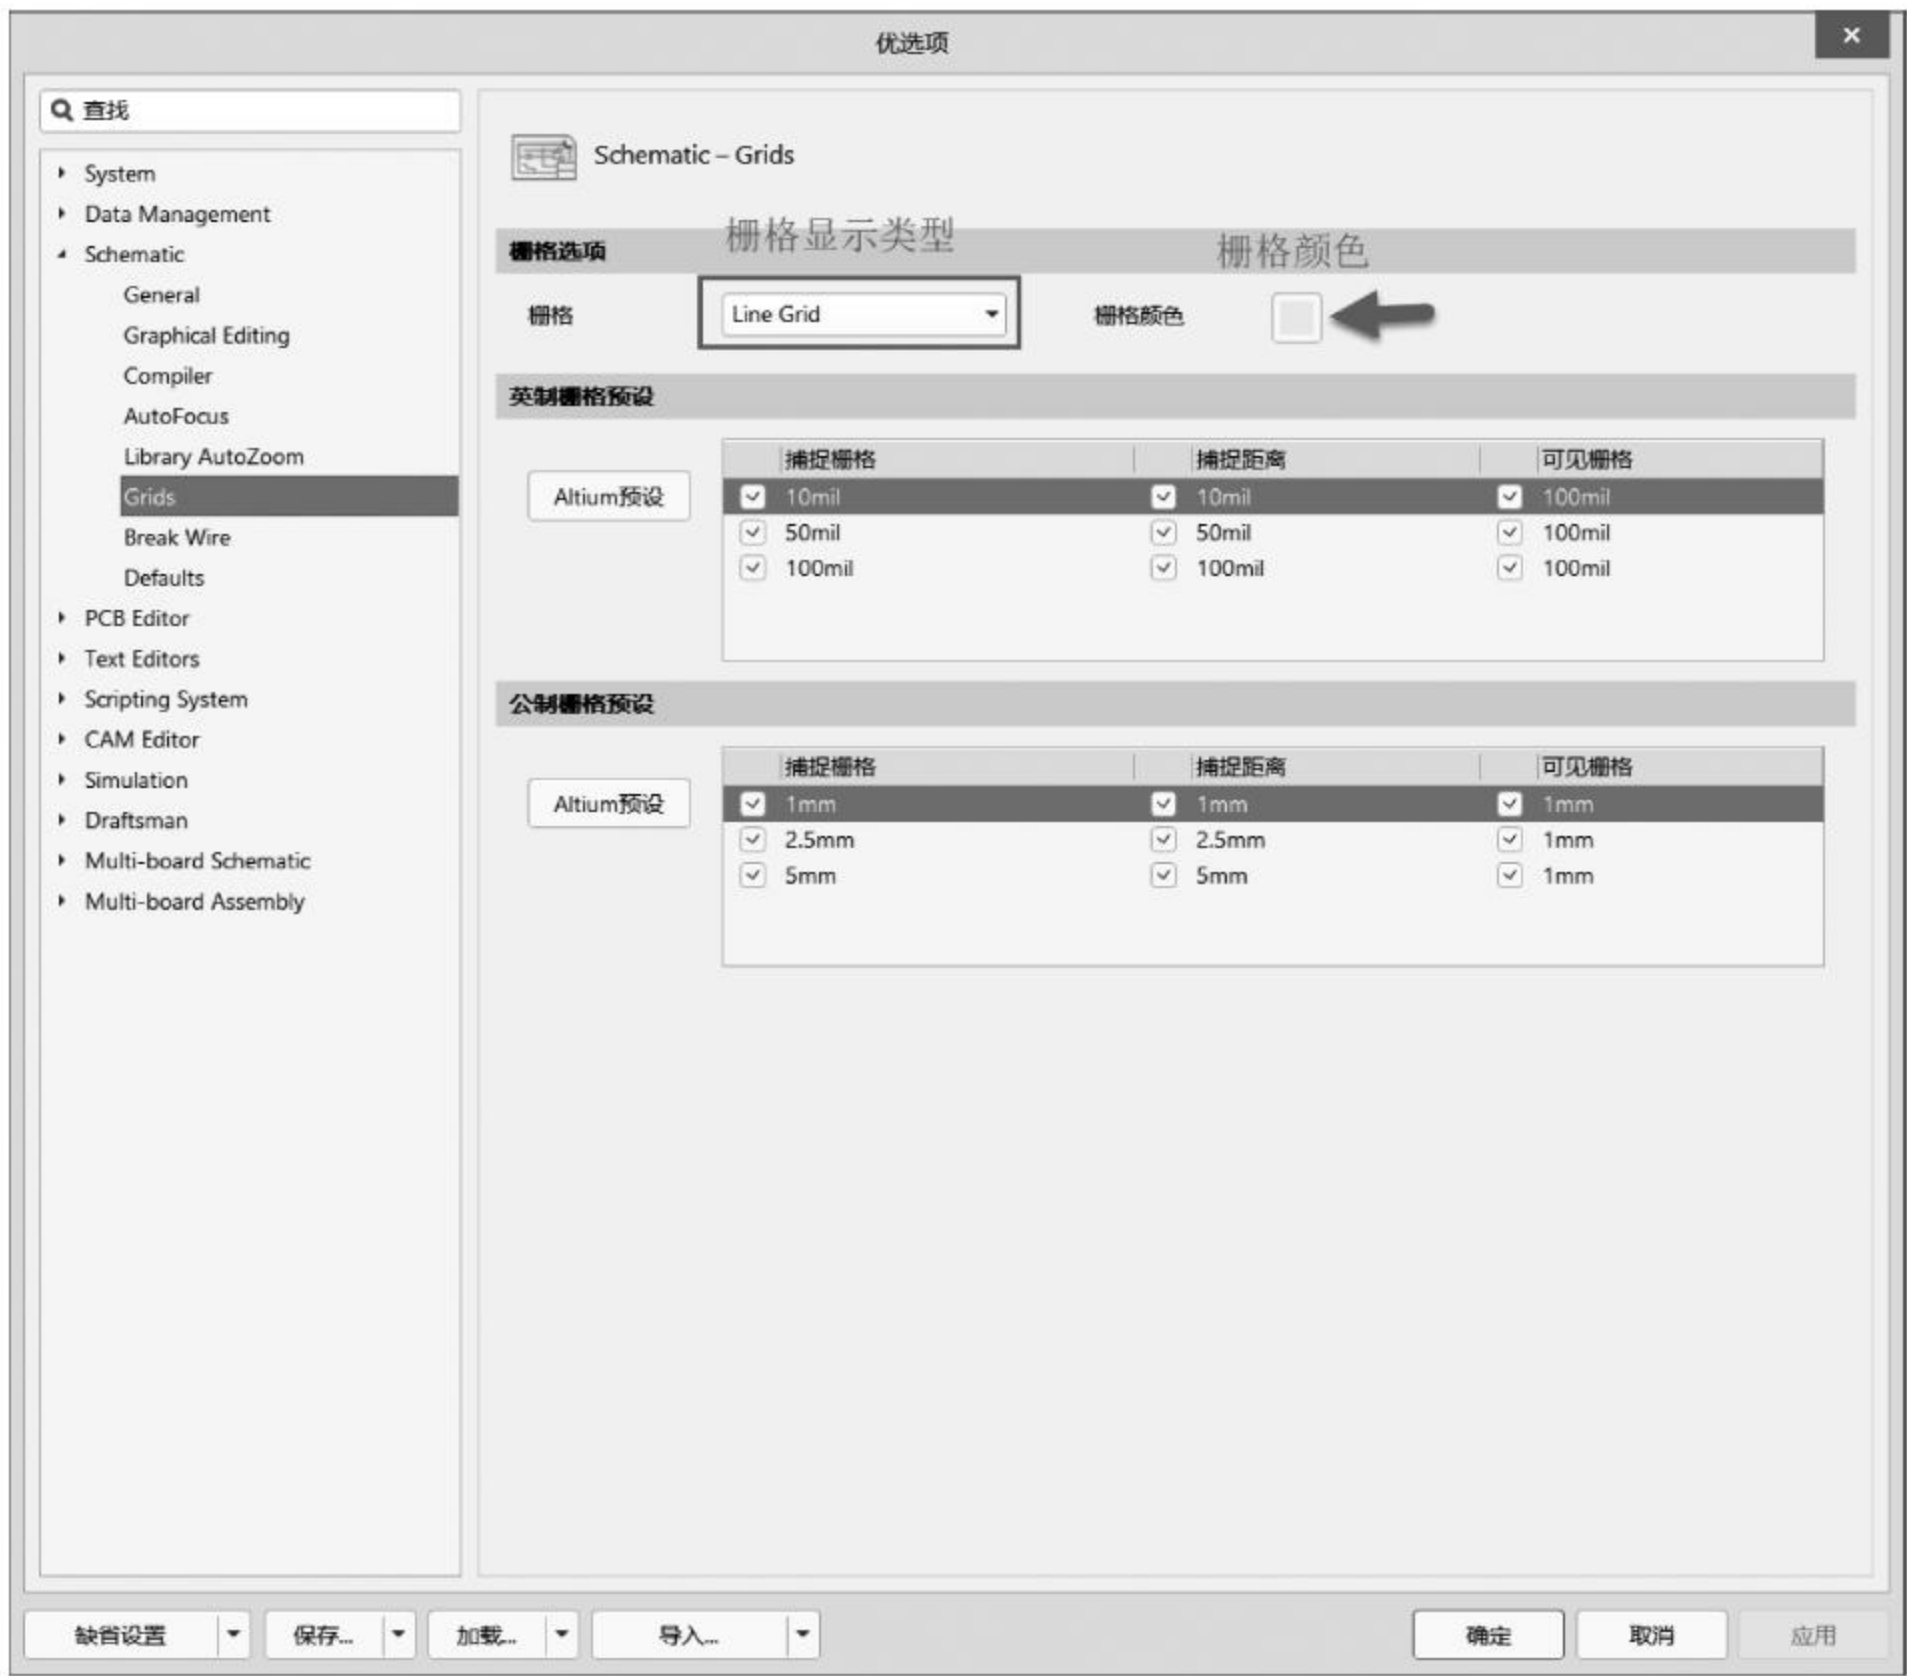 优选项
查找
System
Data Management
Schematic
General
Graphical Editing
Compiler
AutoFocus
Library AutoZoom
Grids
Break Wire
Defaults
PCB Editor
Text Editors
Scripting System
CAM Editor
Simulation
Draftsman
Multi-board Schematic
Multi-board Assembly
Schematic – Grids
栅格显示类型
栅格颜色
栅格选项
栅格 Line Grid 栅格颜色
英制栅格预设
Altium预设
捕捉栅格 捕捉距离 可见栅格
10mil 10mil 100mil
50mil 50mil 100mil
100mil 100mil 100mil
公制栅格预设
Altium预设
捕捉栅格 捕捉距离 可见栅格
1mm 1mm 1mm
2.5mm 2.5mm 1mm
5mm 5mm 1mm
缺省设置 保存... 加载... 导入... 确定 取消 应用